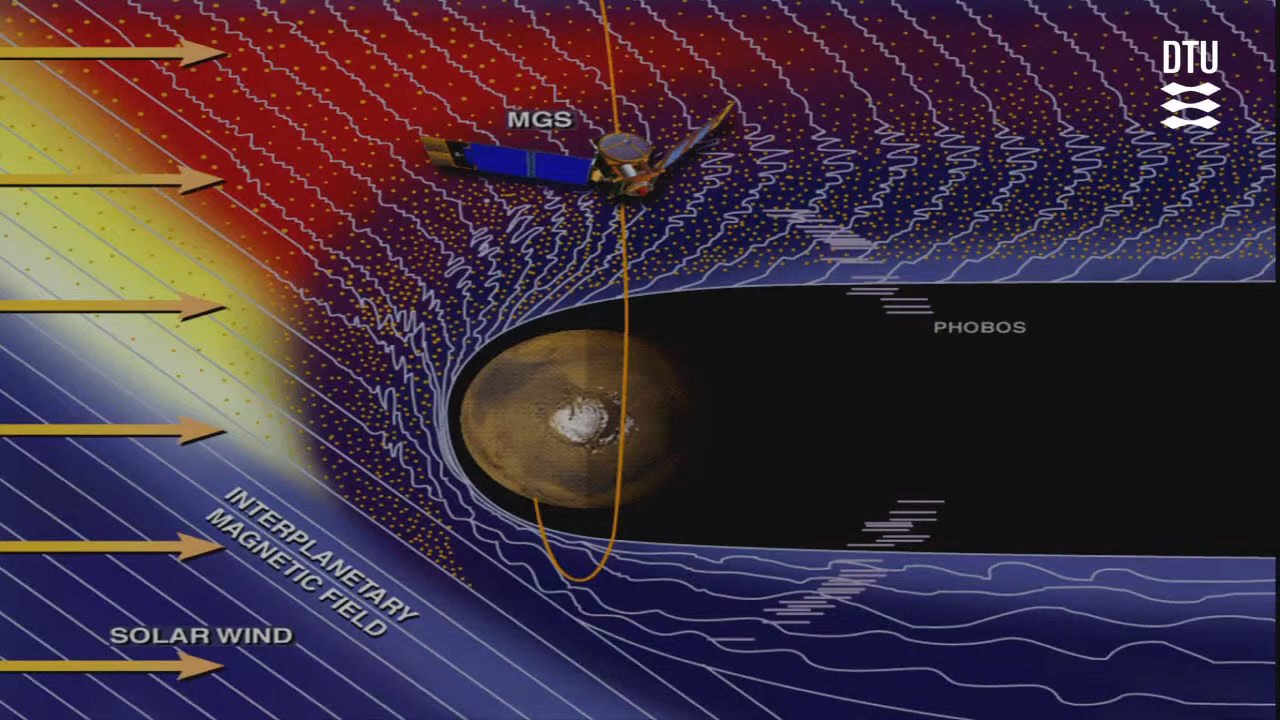 DTU
MGS
PHOBOS
INTERPLANETARY
MAGNETIC FIELD
SOLAR WIND